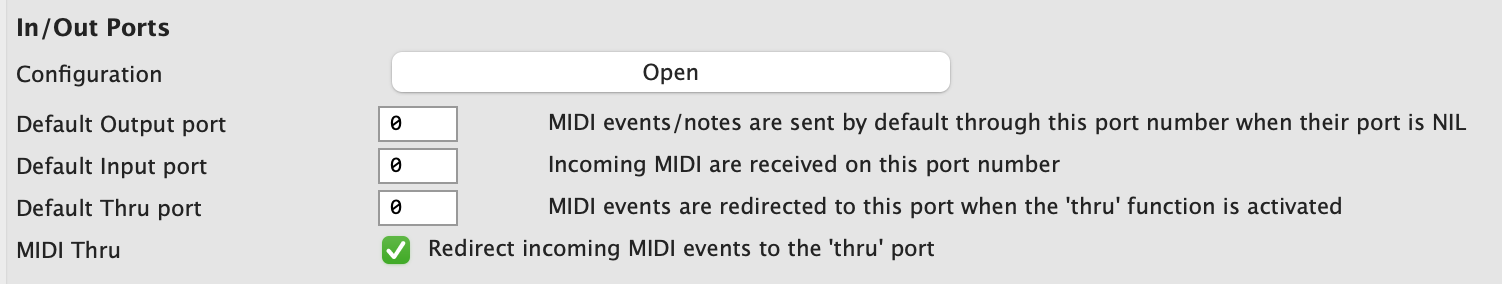 In/Out Ports
Configuration Open
Default Output port 0 MIDI events/notes are sent by default through this port number when their port is NIL
Default Input port 0 Incoming MIDI are received on this port number
Default Thru port 0 MIDI events are redirected to this port when the 'thru' function is activated
MIDI Thru Redirect incoming MIDI events to the 'thru' port